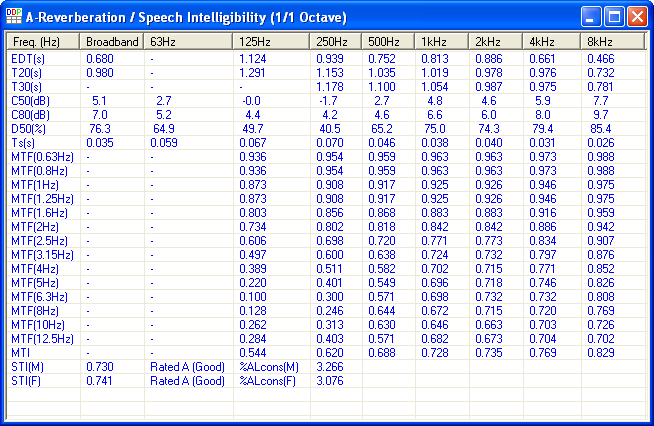 DDP A-Reverberation / Speech Intelligibility (1/1 Octave)
Freq. (Hz) Broadband 63Hz 125Hz 250Hz 500Hz 1kHz 2kHz 4kHz 8kHz
EDT(s) 0.680 - 1.124 0.939 0.752 0.813 0.886 0.661 0.466
T20(s) 0.980 - 1.291 1.153 1.035 1.019 0.978 0.976 0.732
T30(s) - - - 1.178 1.100 1.054 0.987 0.975 0.781
C50(dB) 5.1 2.7 -0.0 -1.7 2.7 4.8 4.6 5.9 7.7
C80(dB) 7.0 5.2 4.4 4.2 4.6 6.6 6.0 8.0 9.7
D50(%) 76.3 64.9 49.7 40.5 65.2 75.0 74.3 79.4 85.4
Ts(s) 0.035 0.059 0.067 0.070 0.046 0.038 0.040 0.031 0.026
MTF(0.63Hz) - - 0.936 0.954 0.959 0.963 0.963 0.973 0.988
MTF(0.8Hz) - - 0.936 0.954 0.959 0.963 0.963 0.973 0.988
MTF(1Hz) - - 0.873 0.908 0.917 0.925 0.926 0.946 0.975
MTF(1.25Hz) - - 0.873 0.908 0.917 0.925 0.926 0.946 0.975
MTF(1.6Hz) - - 0.803 0.856 0.868 0.883 0.883 0.916 0.959
MTF(2Hz) - - 0.734 0.802 0.818 0.842 0.842 0.886 0.942
MTF(2.5Hz) - - 0.606 0.698 0.720 0.771 0.773 0.834 0.907
MTF(3.15Hz) - - 0.497 0.600 0.638 0.724 0.732 0.797 0.876
MTF(4Hz) - - 0.389 0.511 0.582 0.702 0.715 0.771 0.852
MTF(5Hz) - - 0.220 0.401 0.549 0.696 0.718 0.746 0.826
MTF(6.3Hz) - - 0.100 0.300 0.571 0.698 0.732 0.732 0.808
MTF(8Hz) - - 0.128 0.246 0.644 0.672 0.715 0.720 0.769
MTF(10Hz) - - 0.262 0.313 0.630 0.646 0.663 0.703 0.726
MTF(12.5Hz) - - 0.284 0.403 0.571 0.682 0.673 0.704 0.702
MTI - - 0.544 0.620 0.688 0.728 0.735 0.769 0.829
STI(M) 0.730 Rated A (Good) %ALcons(M) 3.266
STI(F) 0.741 Rated A (Good) %ALcons(F) 3.076